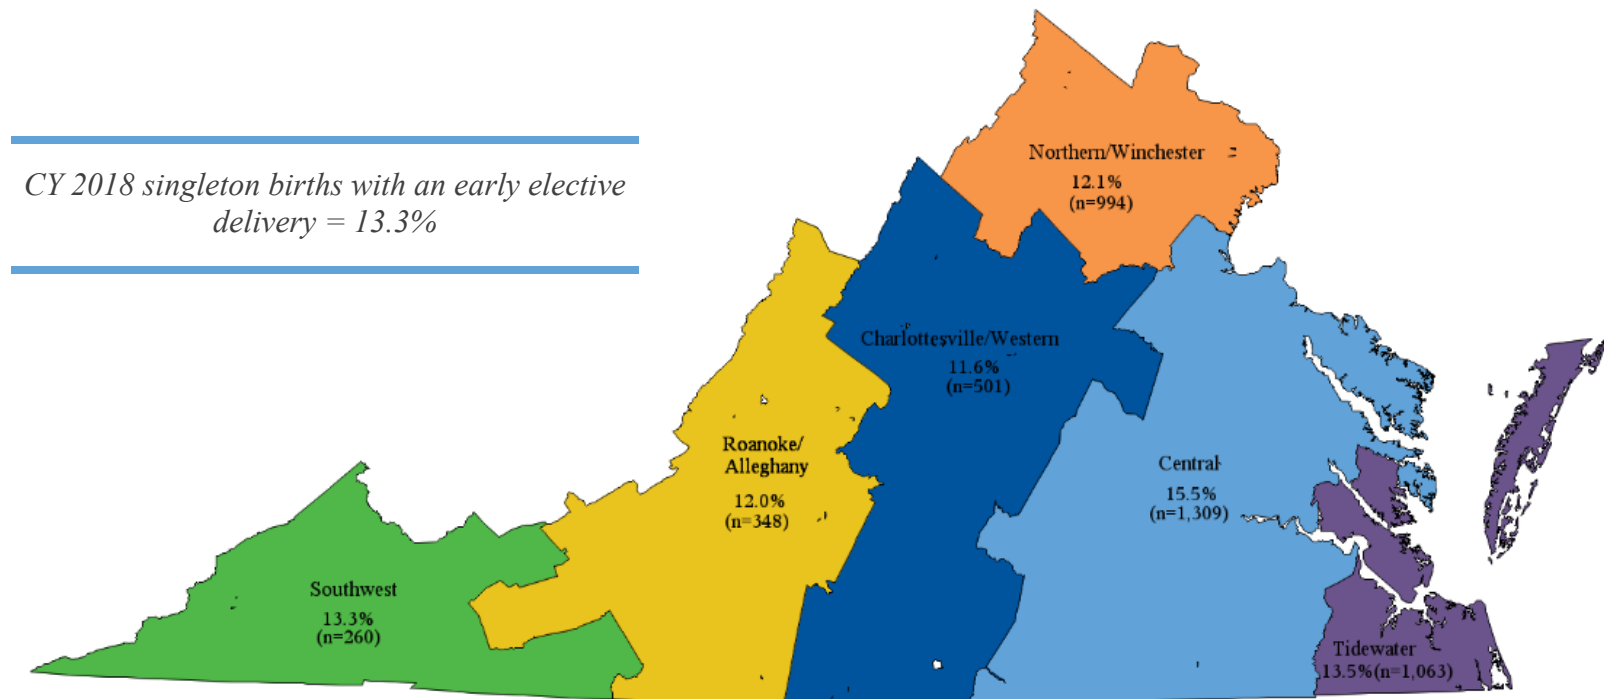 CY 2018 singleton births with an early elective
delivery = 13.3%
Northern/Winchester
12.1%
(n=994)
Charlottesville/Western
11.6%
(n=501)
Roanoke/
Alleghany
12.0%
(n=348)
Central
15.5%
(n=1,309)
Southwest
13.3%
(n=260)
Tidewater
13.5%(n=1,063)